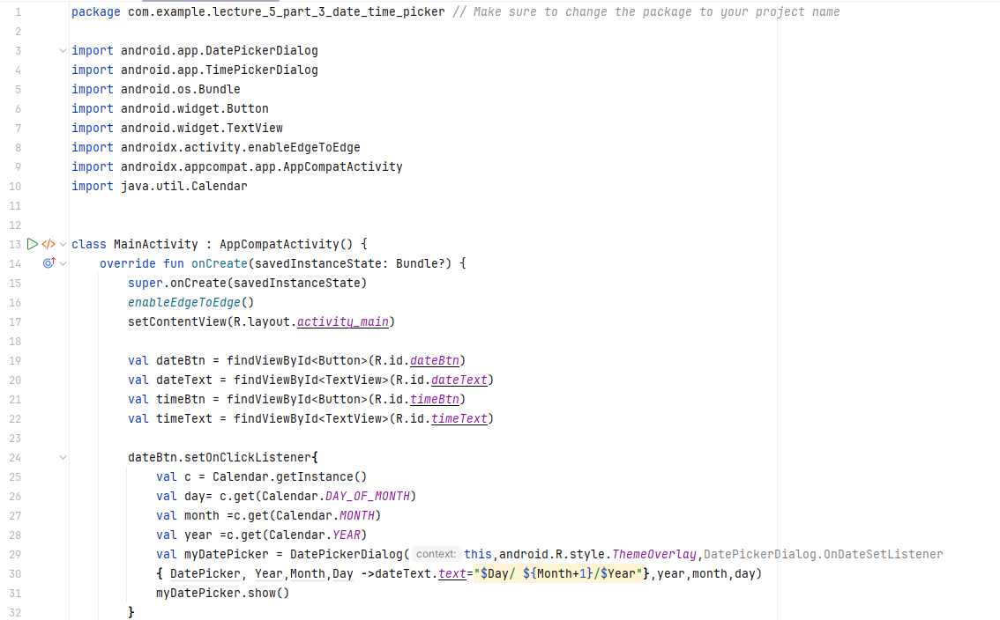 1 package com.example.lecture_5_part_3_date_time_picker // Make sure to change the package to your project name
2
3 import android.app.DatePickerDialog
4 import android.app.TimePickerDialog
5 import android.os.Bundle
6 import android.widget.Button
7 import android.widget.TextView
8 import androidx.activity.enableEdgeToEdge
9 import androidx.appcompat.app.AppCompatActivity
10 import java.util.Calendar
11
12
13 class MainActivity : AppCompatActivity() {
14     override fun onCreate(savedInstanceState: Bundle?) {
15         super.onCreate(savedInstanceState)
16         enableEdgeToEdge()
17         setContentView(R.layout.activity_main)
18
19         val dateBtn = findViewById<Button>(R.id.dateBtn)
20         val dateText = findViewById<TextView>(R.id.dateText)
21         val timeBtn = findViewById<Button>(R.id.timeBtn)
22         val timeText = findViewById<TextView>(R.id.timeText)
23
24         dateBtn.setOnClickListener{
25             val c = Calendar.getInstance()
26             val day= c.get(Calendar.DAY_OF_MONTH)
27             val month =c.get(Calendar.MONTH)
28             val year =c.get(Calendar.YEAR)
29             val myDatePicker = DatePickerDialog( context: this,android.R.style.ThemeOverlay,DatePickerDialog.OnDateSetListener
30             { DatePicker, Year,Month,Day ->dateText.text="$Day/ ${Month+1}/$Year"},year,month,day)
31             myDatePicker.show()
32         }